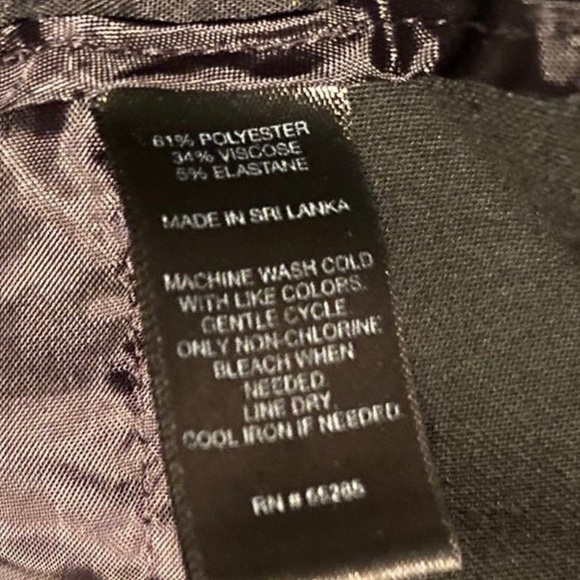 61% POLYESTER
34% VISCOSE
5% ELASTANE
MADE IN SRI LANKA
MACHINE WASH COLD
WITH LIKE COLORS.
GENTLE CYCLE
ONLY NON-CHLORINE
BLEACH WHEN
NEEDED.
LINE DRY.
COOL IRON IF NEEDED.
RN #